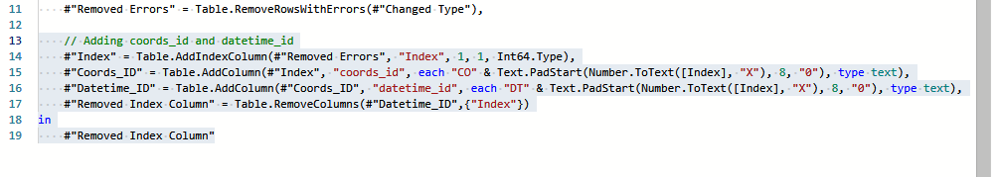 11 #"Removed Errors" = Table.RemoveRowsWithErrors(#"Changed Type"),
12
13 // Adding coords_id and datetime_id
14 #"Index" = Table.AddIndexColumn(#"Removed Errors", "Index", 1, 1, Int64.Type),
15 #"Coords_ID" = Table.AddColumn(#"Index", "coords_id", each "CO" & Text.PadStart(Number.ToText([Index], "X"), 8, "0"), type text),
16 #"Datetime_ID" = Table.AddColumn(#"Coords_ID", "datetime_id", each "DT" & Text.PadStart(Number.ToText([Index], "X"), 8, "0"), type text),
17 #"Removed Index Column" = Table.RemoveColumns(#"Datetime_ID",{"Index"})
18 in
19 #"Removed Index Column"